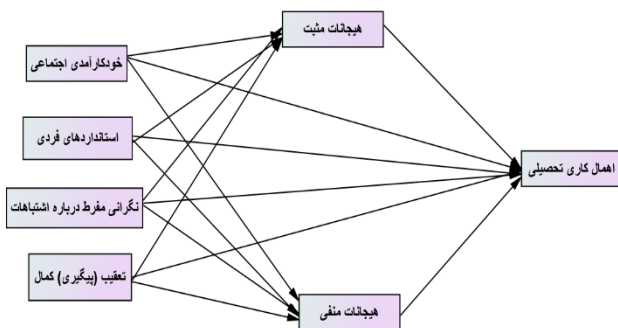 هیجانات مثبت
خودکارآمدی اجتماعی
استانداردهای فردی
اهمال کاری تحصیلی
نگرانی مفرط درباره اشتباهات
تعقیب (پیگیری) کمال
هیجانات منفی